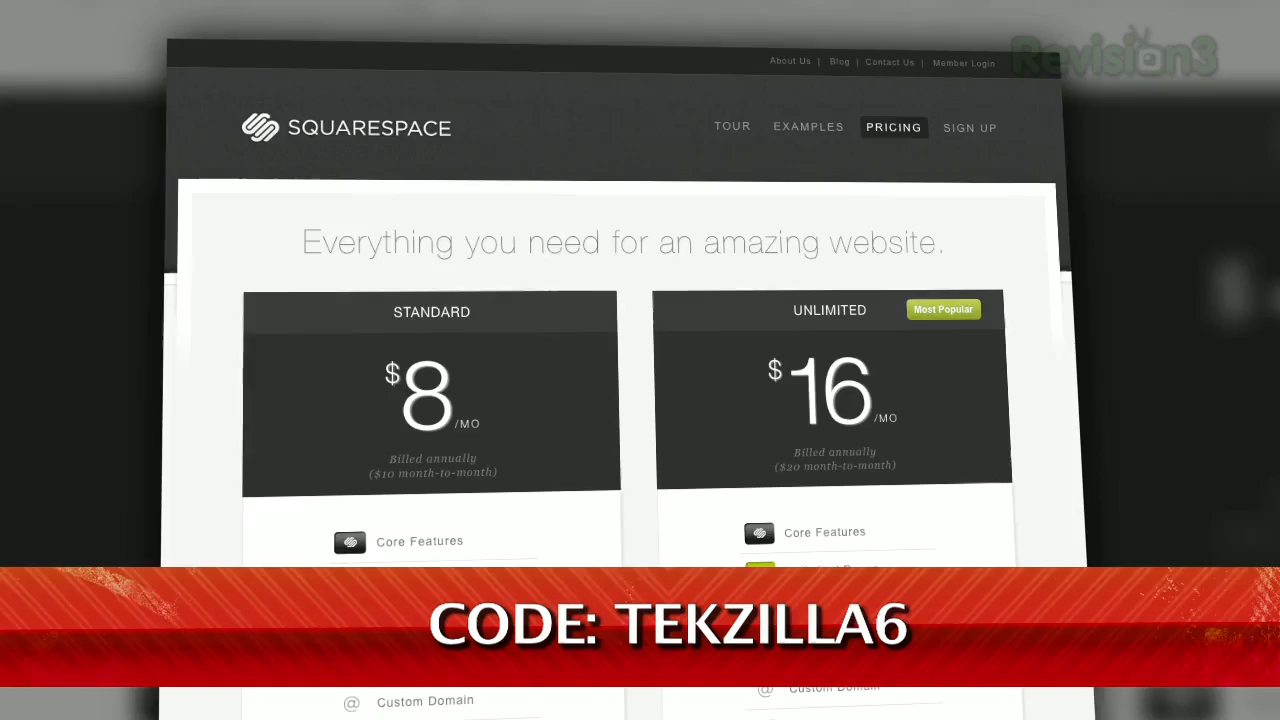 Revision3
About Us | Blog | Contact Us | Member Login
SQUARESPACE
TOUR EXAMPLES PRICING SIGN UP
Everything you need for an amazing website.
STANDARD
$8/MO
Billed annually
($10 month-to-month)
Core Features
UNLIMITED Most Popular
$16/MO
Billed annually
($20 month-to-month)
Core Features
CODE: TEKZILLA6
@ Custom Domain
@ Custom Domain